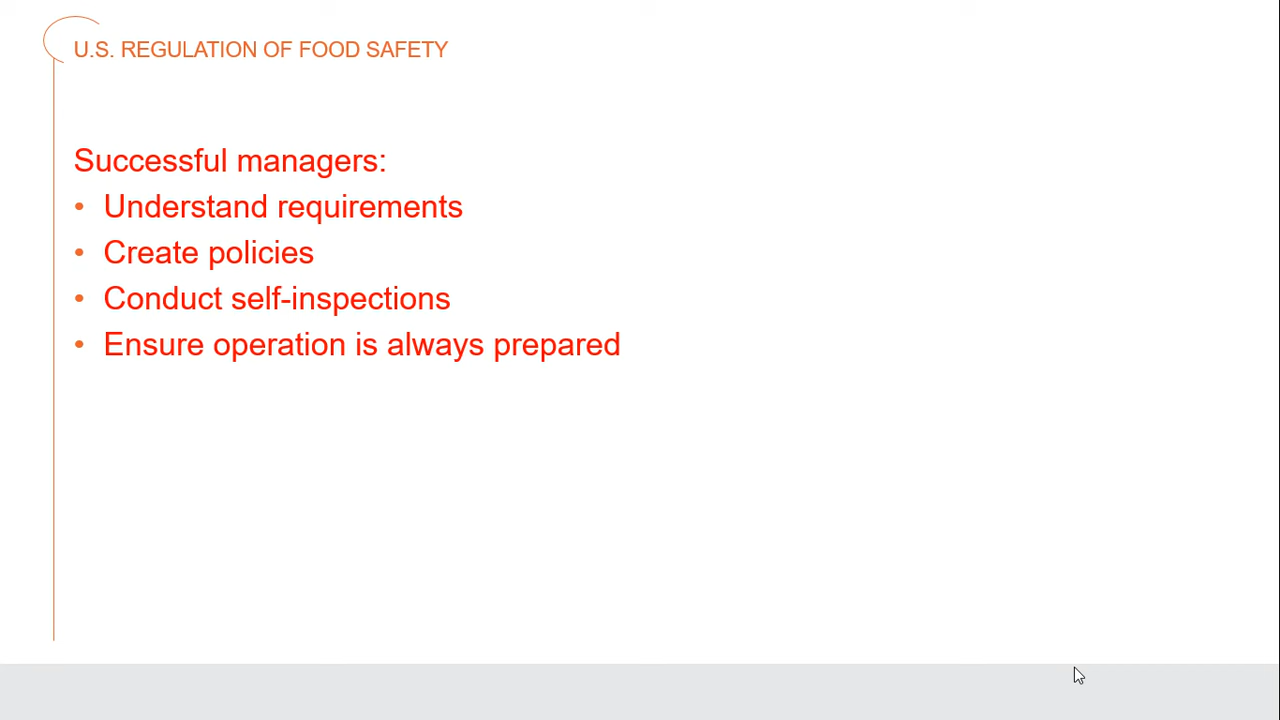 U.S. REGULATION OF FOOD SAFETY
Successful managers:
• Understand requirements
• Create policies
• Conduct self-inspections
• Ensure operation is always prepared